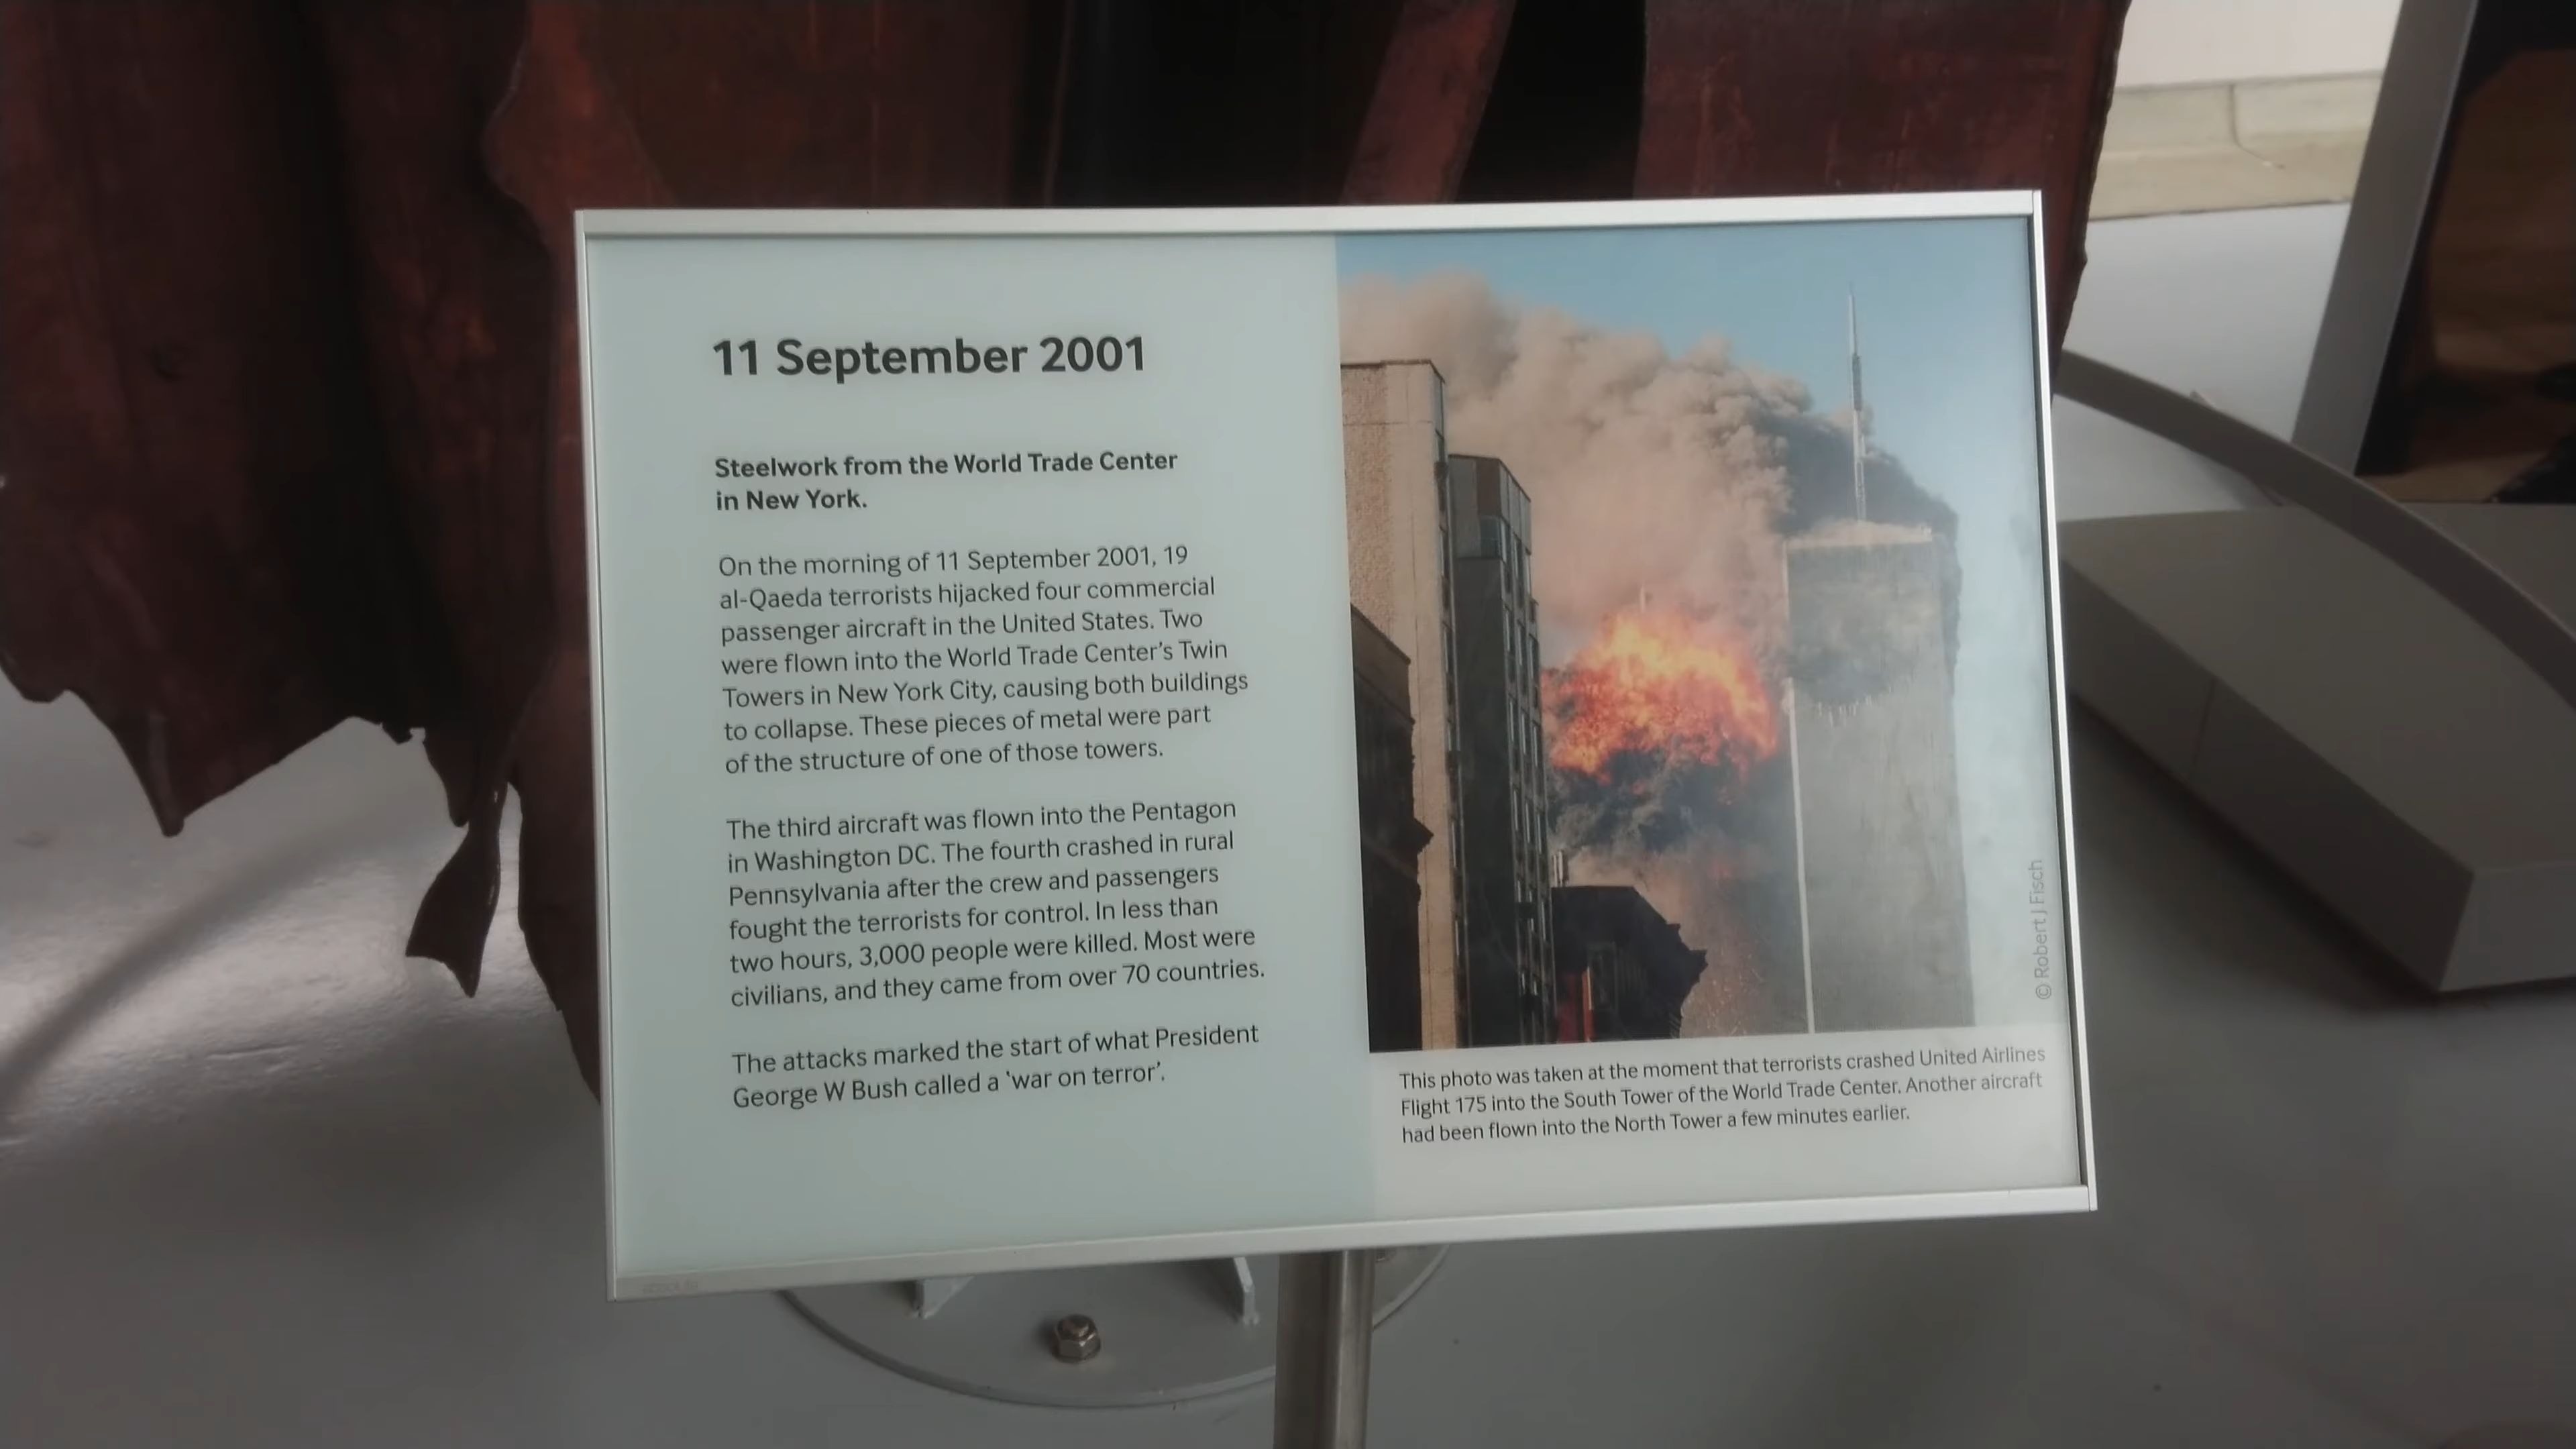 11 September 2001
Steelwork from the World Trade Center
in New York.
On the morning of 11 September 2001, 19
al-Qaeda terrorists hijacked four commercial
passenger aircraft in the United States. Two
were flown into the World Trade Center's Twin
Towers in New York City, causing both buildings
to collapse. These pieces of metal were part
of the structure of one of those towers.
The third aircraft was flown into the Pentagon
in Washington DC. The fourth crashed in rural
Pennsylvania after the crew and passengers
fought the terrorists for control. In less than
two hours, 3,000 people were killed. Most were
civilians, and they came from over 70 countries.
The attacks marked the start of what President
George W Bush called a 'war on terror'.
© Robert J Fisch
This photo was taken at the moment that terrorists crashed United Airlines
Flight 175 into the South Tower of the World Trade Center. Another aircraft
had been flown into the North Tower a few minutes earlier.